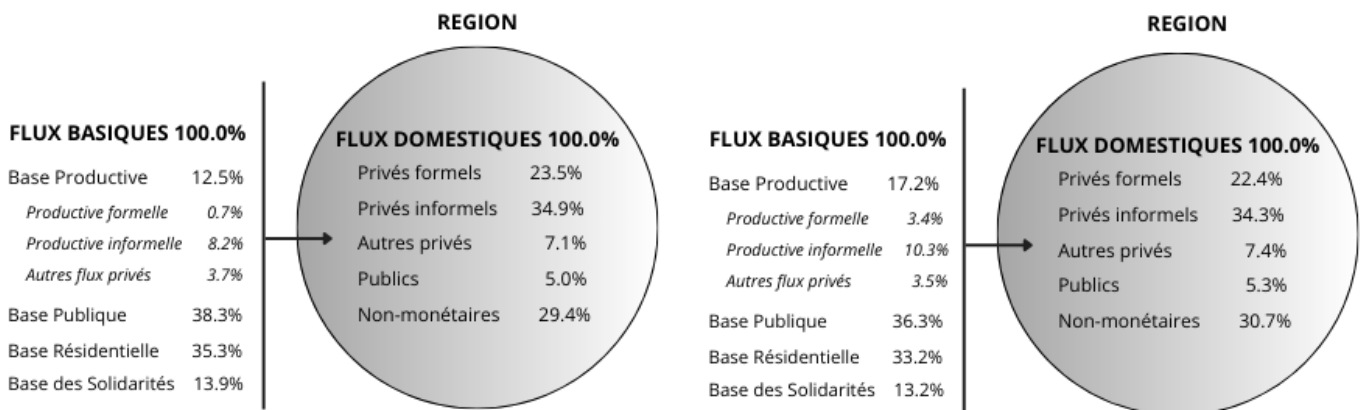 REGION
FLUX BASIQUES 100.0%
Base Productive 12.5%
Productive formelle 0.7%
Productive informelle 8.2%
Autres flux privés 3.7%
Base Publique 38.3%
Base Résidentielle 35.3%
Base des Solidarités 13.9%
FLUX DOMESTIQUES 100.0%
Privés formels 23.5%
Privés informels 34.9%
Autres privés 7.1%
Publics 5.0%
Non-monétaires 29.4%
REGION
FLUX BASIQUES 100.0%
Base Productive 17.2%
Productive formelle 3.4%
Productive informelle 10.3%
Autres flux privés 3.5%
Base Publique 36.3%
Base Résidentielle 33.2%
Base des Solidarités 13.2%
FLUX DOMESTIQUES 100.0%
Privés formels 22.4%
Privés informels 34.3%
Autres privés 7.4%
Publics 5.3%
Non-monétaires 30.7%